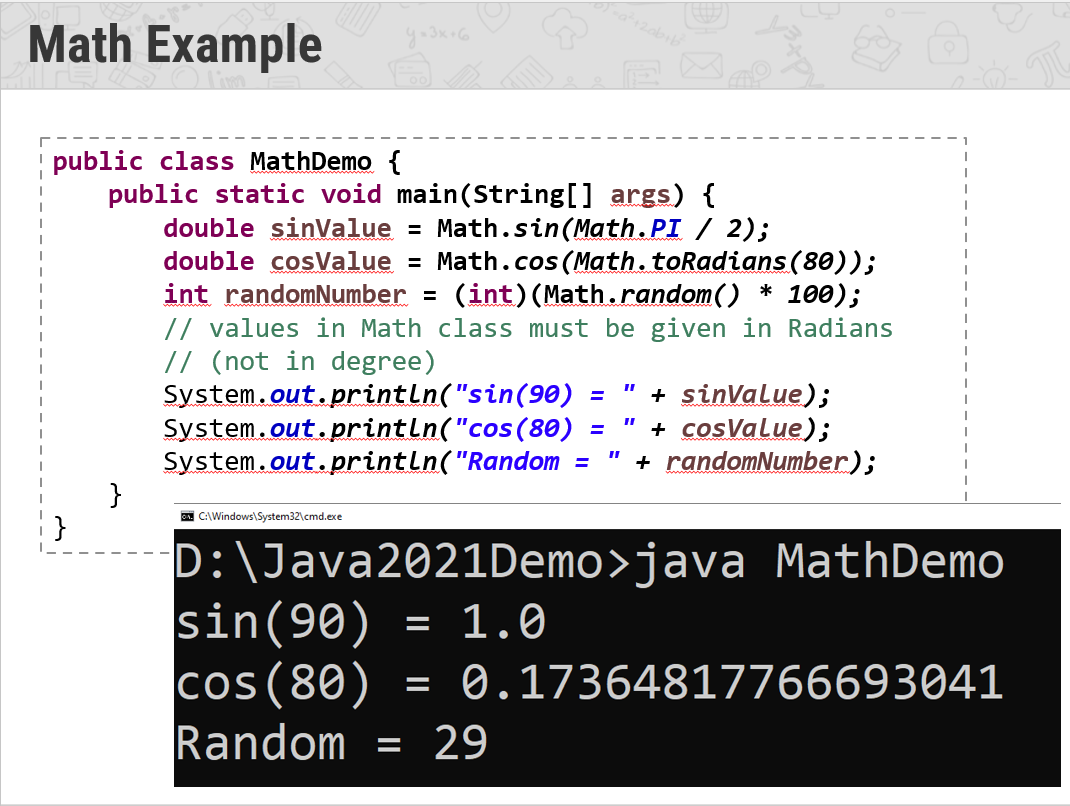 Math Example
y=3x+6
public class MathDemo {
public static void main(String[] args) {
double sinValue = Math.sin(Math.PI / 2);
double cosValue = Math.cos(Math.toRadians(80));
int randomNumber = (int)(Math.random() * 100);
// values in Math class must be given in Radians
// (not in degree)
System.out.println("sin(90) = " + sinValue);
System.out.println("cos(80) = " + cosValue);
System.out.println("Random = " + randomNumber);
}
}
C:\Windows\System32\cmd.exe
D:\Java2021Demo>java MathDemo
sin(90) = 1.0
cos(80) = 0.17364817766693041
Random = 29